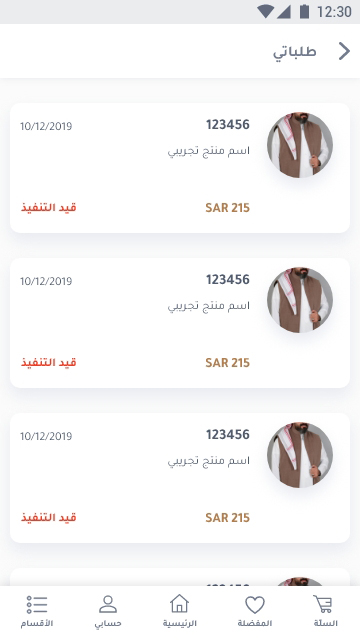 12:30
طلباتي
123456
10/12/2019
اسم منتج تجريبي
SAR 215
قيد التنفيذ
123456
10/12/2019
اسم منتج تجريبي
SAR 215
قيد التنفيذ
123456
10/12/2019
اسم منتج تجريبي
SAR 215
قيد التنفيذ
السلة
المفضلة
الرئيسية
حسابي
الأقسام